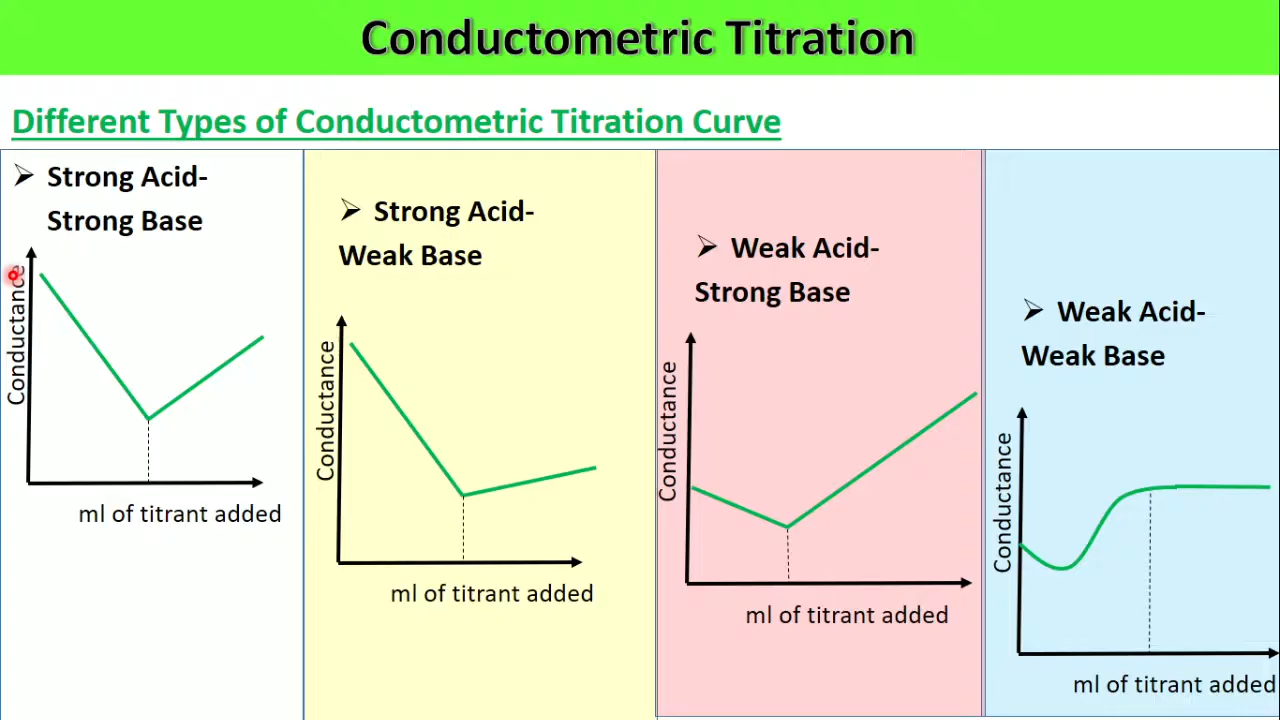 Conductometric Titration
Different Types of Conductometric Titration Curve
➢ Strong Acid-
Strong Base
Conductance
ml of titrant added
➢ Strong Acid-
Weak Base
Conductance
ml of titrant added
➢ Weak Acid-
Strong Base
Conductance
ml of titrant added
➢ Weak Acid-
Weak Base
Conductance
ml of titrant added